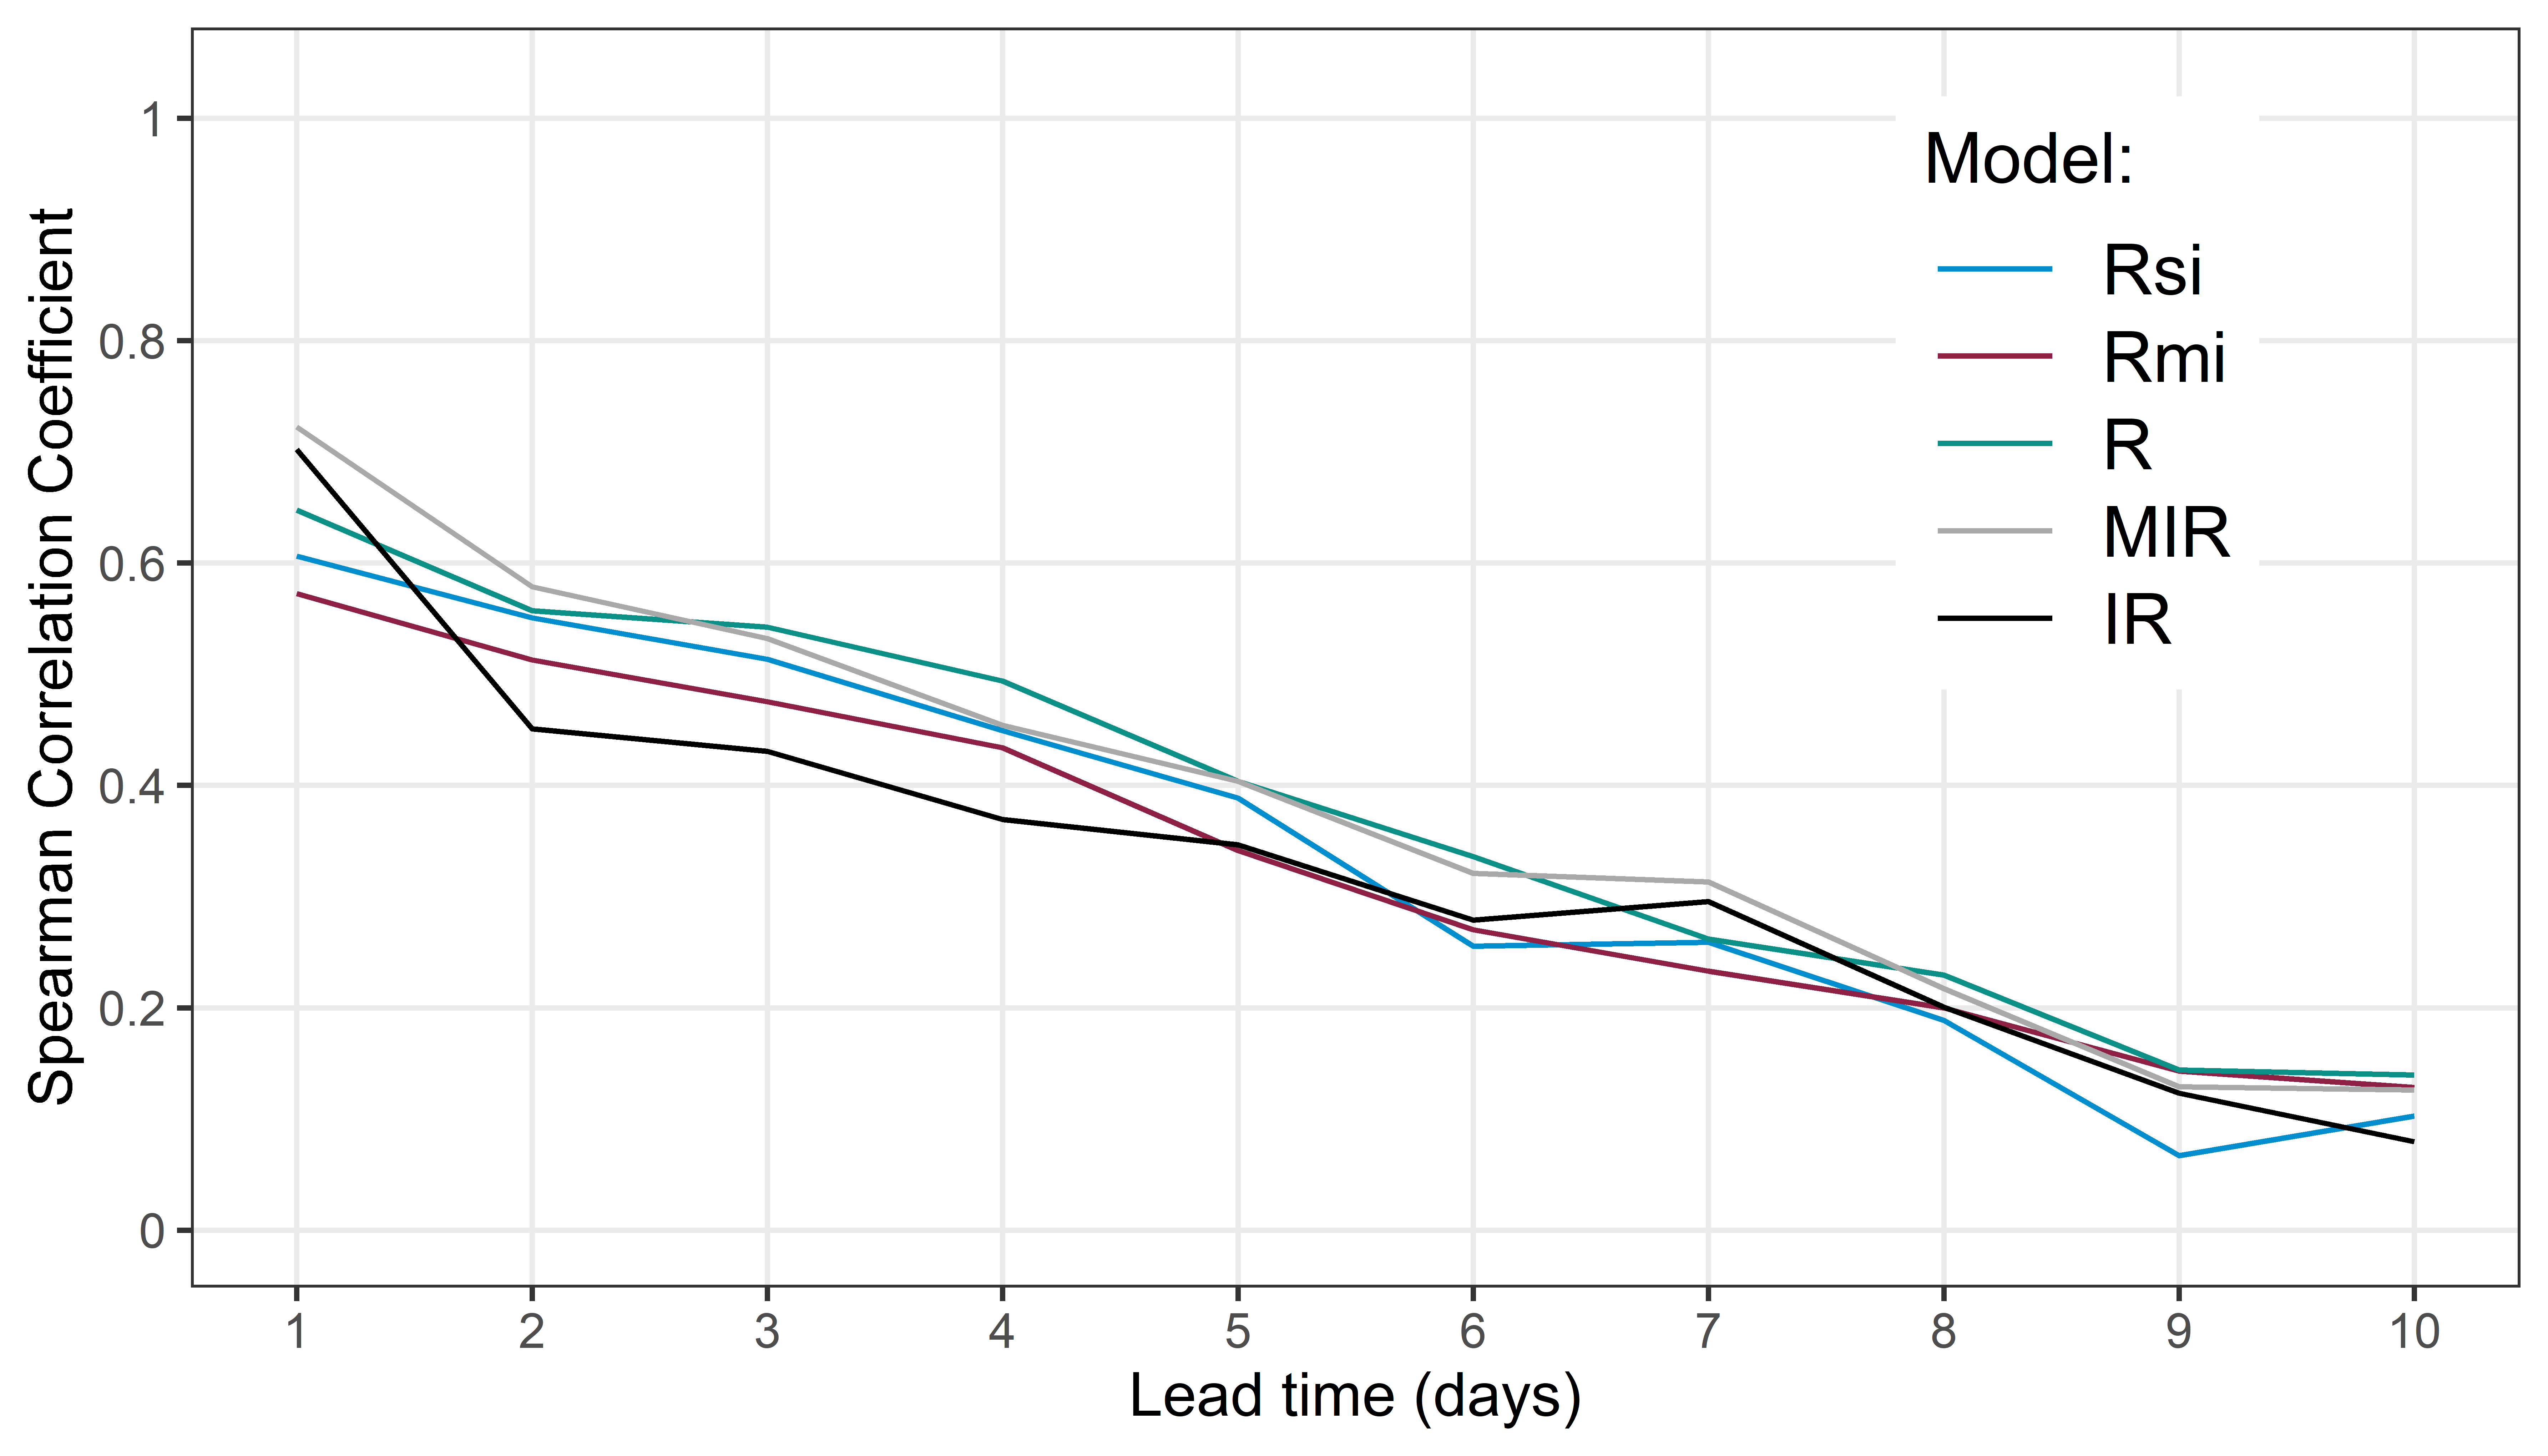 Spearman Correlation Coefficient
1
0.8
0.6
0.4
0.2
0
Model:
Rsi
Rmi
R
MIR
IR
1 2 3 4 5 6 7 8 9 10
Lead time (days)